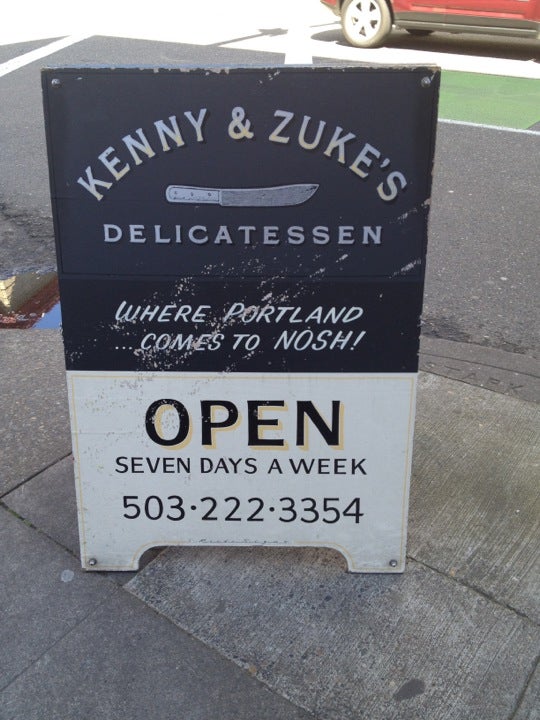 KENNY & ZUKE'S
DELICATESSEN
WHERE PORTLAND
...COMES TO NOSH!
OPEN
SEVEN DAYS A WEEK
503·222·3354